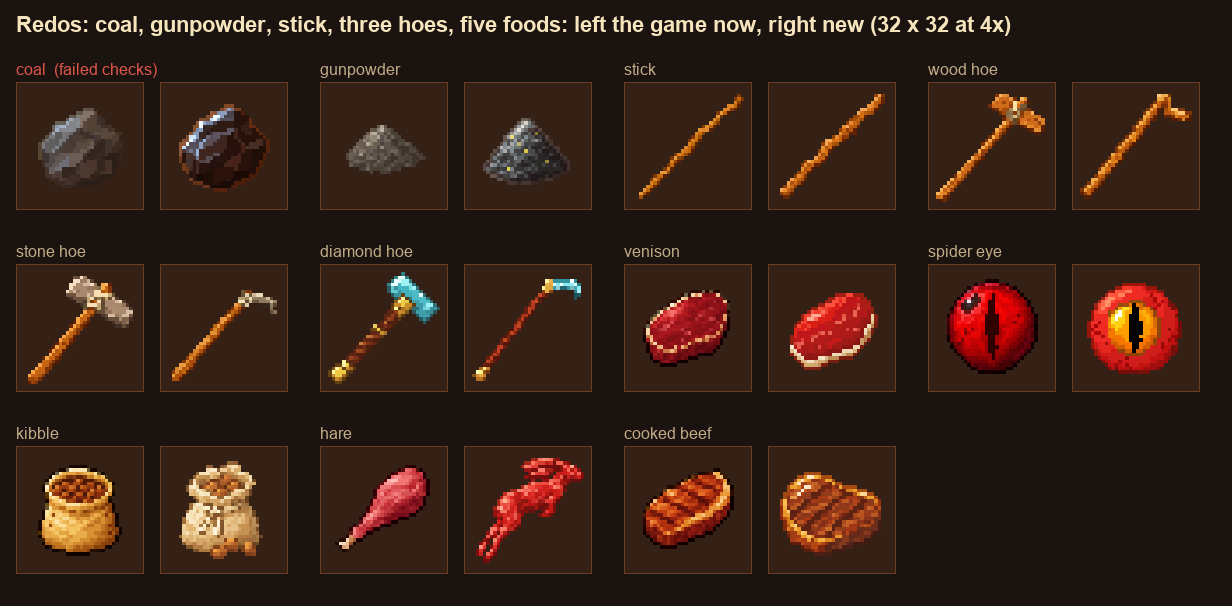 Redos: coal, gunpowder, stick, three hoes, five foods: left the game now, right new (32 x 32 at 4x)
coal (failed checks)
gunpowder
stick
wood hoe
stone hoe
diamond hoe
venison
spider eye
kibble
hare
cooked beef